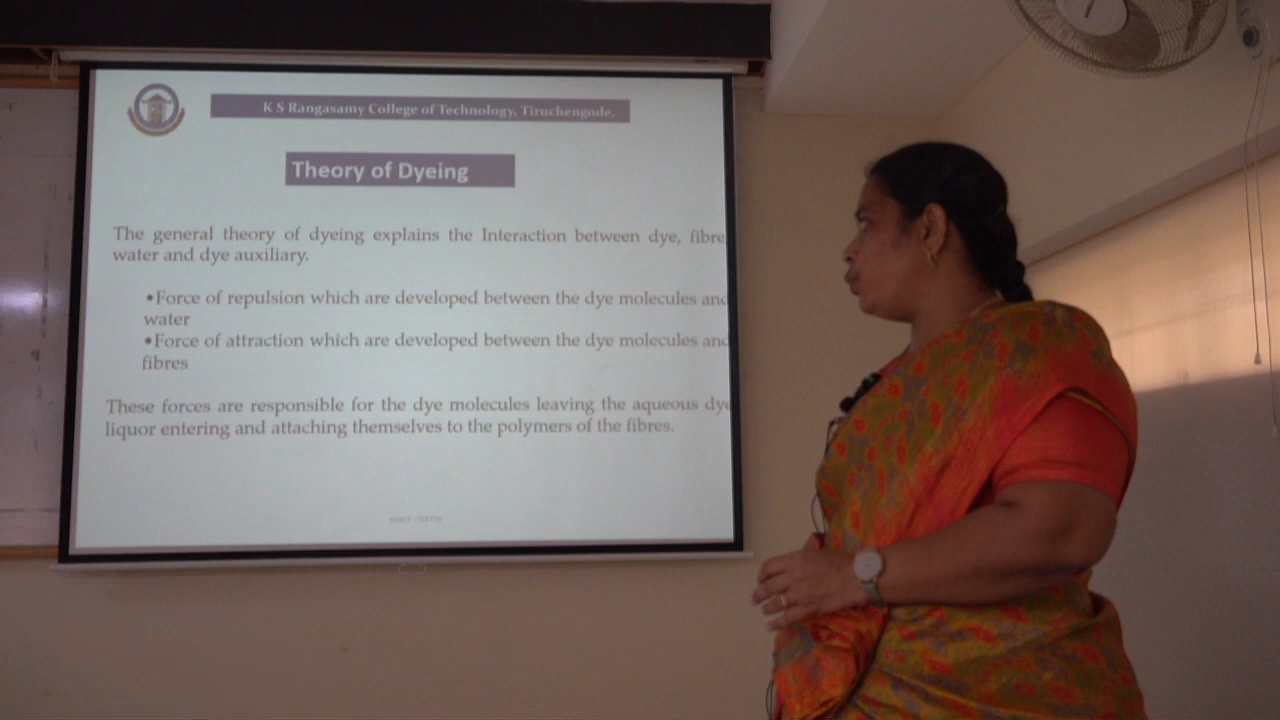 K S Rangasamy College of Technology, Tiruchengode.
Theory of Dyeing
The general theory of dyeing explains the Interaction between dye, fibre
water and dye auxiliary.
•Force of repulsion which are developed between the dye molecules and
water
•Force of attraction which are developed between the dye molecules and
fibres
These forces are responsible for the dye molecules leaving the aqueous dye
liquor entering and attaching themselves to the polymers of the fibres.